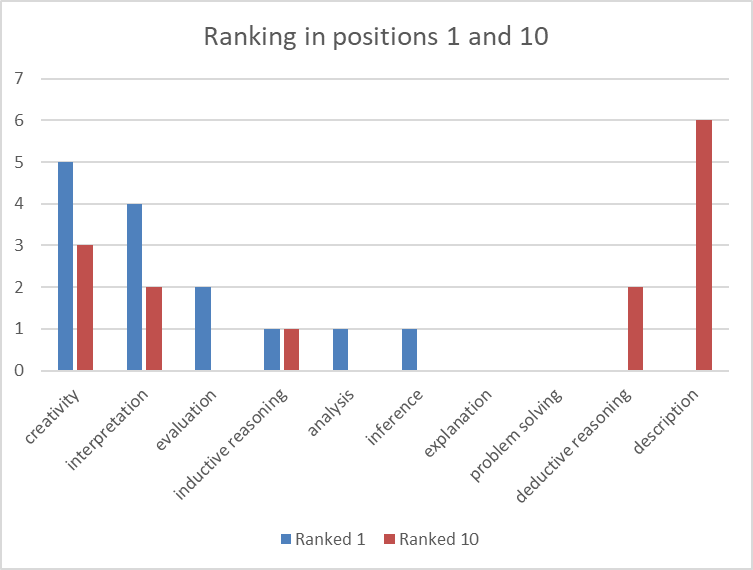 Ranking in positions 1 and 10
7
6
5
4
3
2
1
0
creativity
interpretation
evaluation
inductive reasoning
analysis
inference
explanation
problem solving
deductive reasoning
description
Ranked 1 Ranked 10